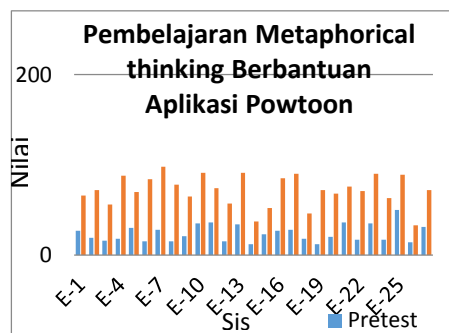 Pembelajaran Metaphorical
thinking Berbantuan
Aplikasi Powtoon
200
0
Nilai
E-1
E-4
E-7
E-10
E-13
E-16
E-19
E-22
E-25
Sis
Pretest